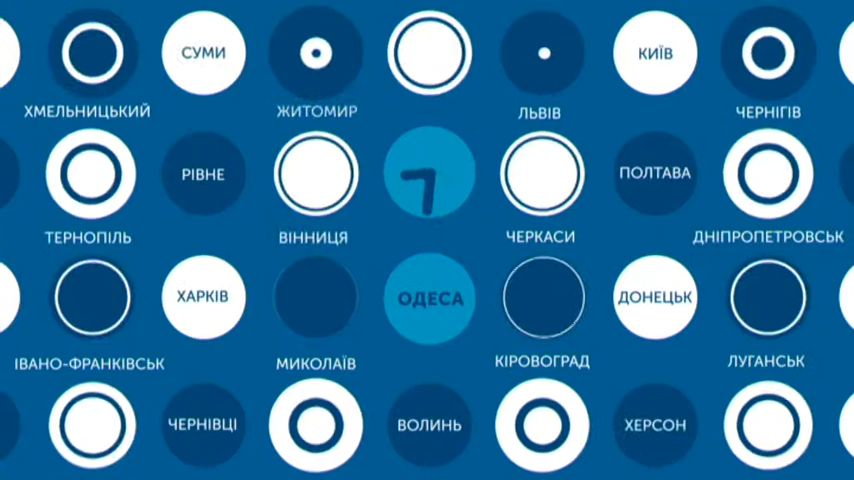 СУМИ
КИЇВ
ХМЕЛЬНИЦЬКИЙ
ЖИТОМИР
ЛЬВІВ
ЧЕРНІГІВ
РІВНЕ
ПОЛТАВА
ТЕРНОПІЛЬ
ВІННИЦЯ
ЧЕРКАСИ
ДНІПРОПЕТРОВСЬК
ХАРКІВ
ОДЕСА
ДОНЕЦЬК
ІВАНО-ФРАНКІВСЬК
МИКОЛАЇВ
КІРОВОГРАД
ЛУГАНСЬК
ЧЕРНІВЦІ
ВОЛИНЬ
ХЕРСОН